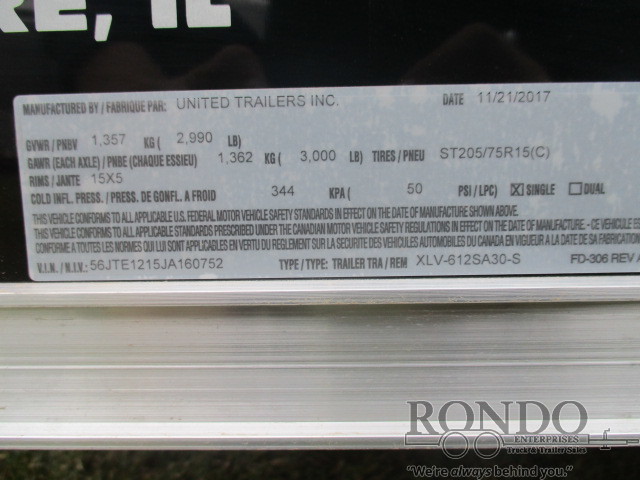 RE, IL
MANUFACTURED BY / FABRIQUE PAR: UNITED TRAILERS INC. DATE 11/21/2017
GVWR / PNBV 1,357 KG ( 2,990 LB)
GAWR (EACH AXLE) / PNBE (CHAQUE ESSIEU) 1,362 KG ( 3,000 LB) TIRES / PNEU ST205/75R15(C)
RIMS / JANTE 15X5
COLD INFL. PRESS. / PRESS. DE GONFL. A FROID 344 KPA ( 50 PSI / LPC) X SINGLE DUAL
THIS VEHICLE CONFORMS TO ALL APPLICABLE U.S. FEDERAL MOTOR VEHICLE SAFETY STANDARDS IN EFFECT ON DATE OF MANUFACTURE SHOWN ABOVE.
THIS VEHICLE CONFORMS TO ALL APPLICABLE STANDARDS PRESCRIBED UNDER THE CANADIAN MOTOR VEHICLE SAFETY REGULATIONS IN EFFECT ON THE DATE OF MANUFACTURE - CE VEHICULE E
CONFORME A TOUTES LES NORMES QUI LUI SONT APPLICABLES EN VERTU DU REGLEMENT SUR LA SECURITE DES VEHICULES AUTOMOBILES DU CANADA EN VIGUEUR A LA DATE DE SA FABRICATION.
V.I.N. / N.I.V.: 56JTE1215JA160752 TYPE / TYPE: TRAILER TRA / REM XLV-612SA30-S FD-306 REV A
RONDO
ENTERPRISES
Truck & Trailer Sales
"We're always behind you."